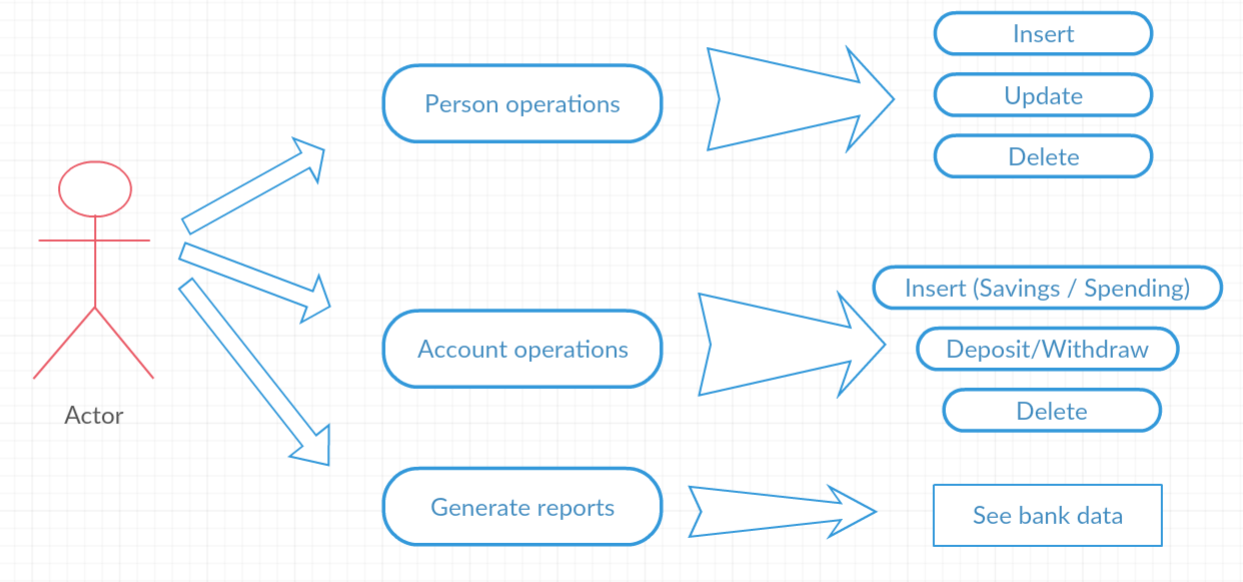 Insert
Update
Delete
Person operations
Actor
Insert (Savings / Spending)
Deposit/Withdraw
Delete
Account operations
Generate reports
See bank data